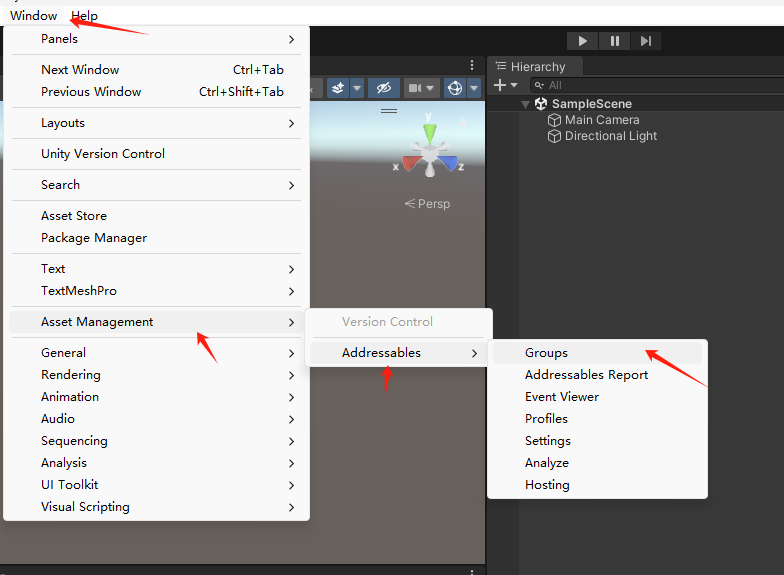 Window Help
Panels
Next Window Ctrl+Tab
Previous Window Ctrl+Shift+Tab
Layouts
Unity Version Control
Search
Asset Store
Package Manager
Text
TextMeshPro
Asset Management
General
Rendering
Animation
Audio
Sequencing
Analysis
UI Toolkit
Visual Scripting
Version Control
Addressables
Groups
Addressables Report
Event Viewer
Profiles
Settings
Analyze
Hosting
y
x
z
Persp
Hierarchy
All
SampleScene
Main Camera
Directional Light